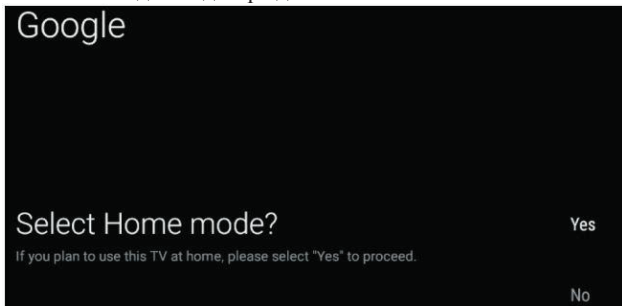 Google
Select Home mode?
Yes
If you plan to use this TV at home, please select "Yes" to proceed.
No